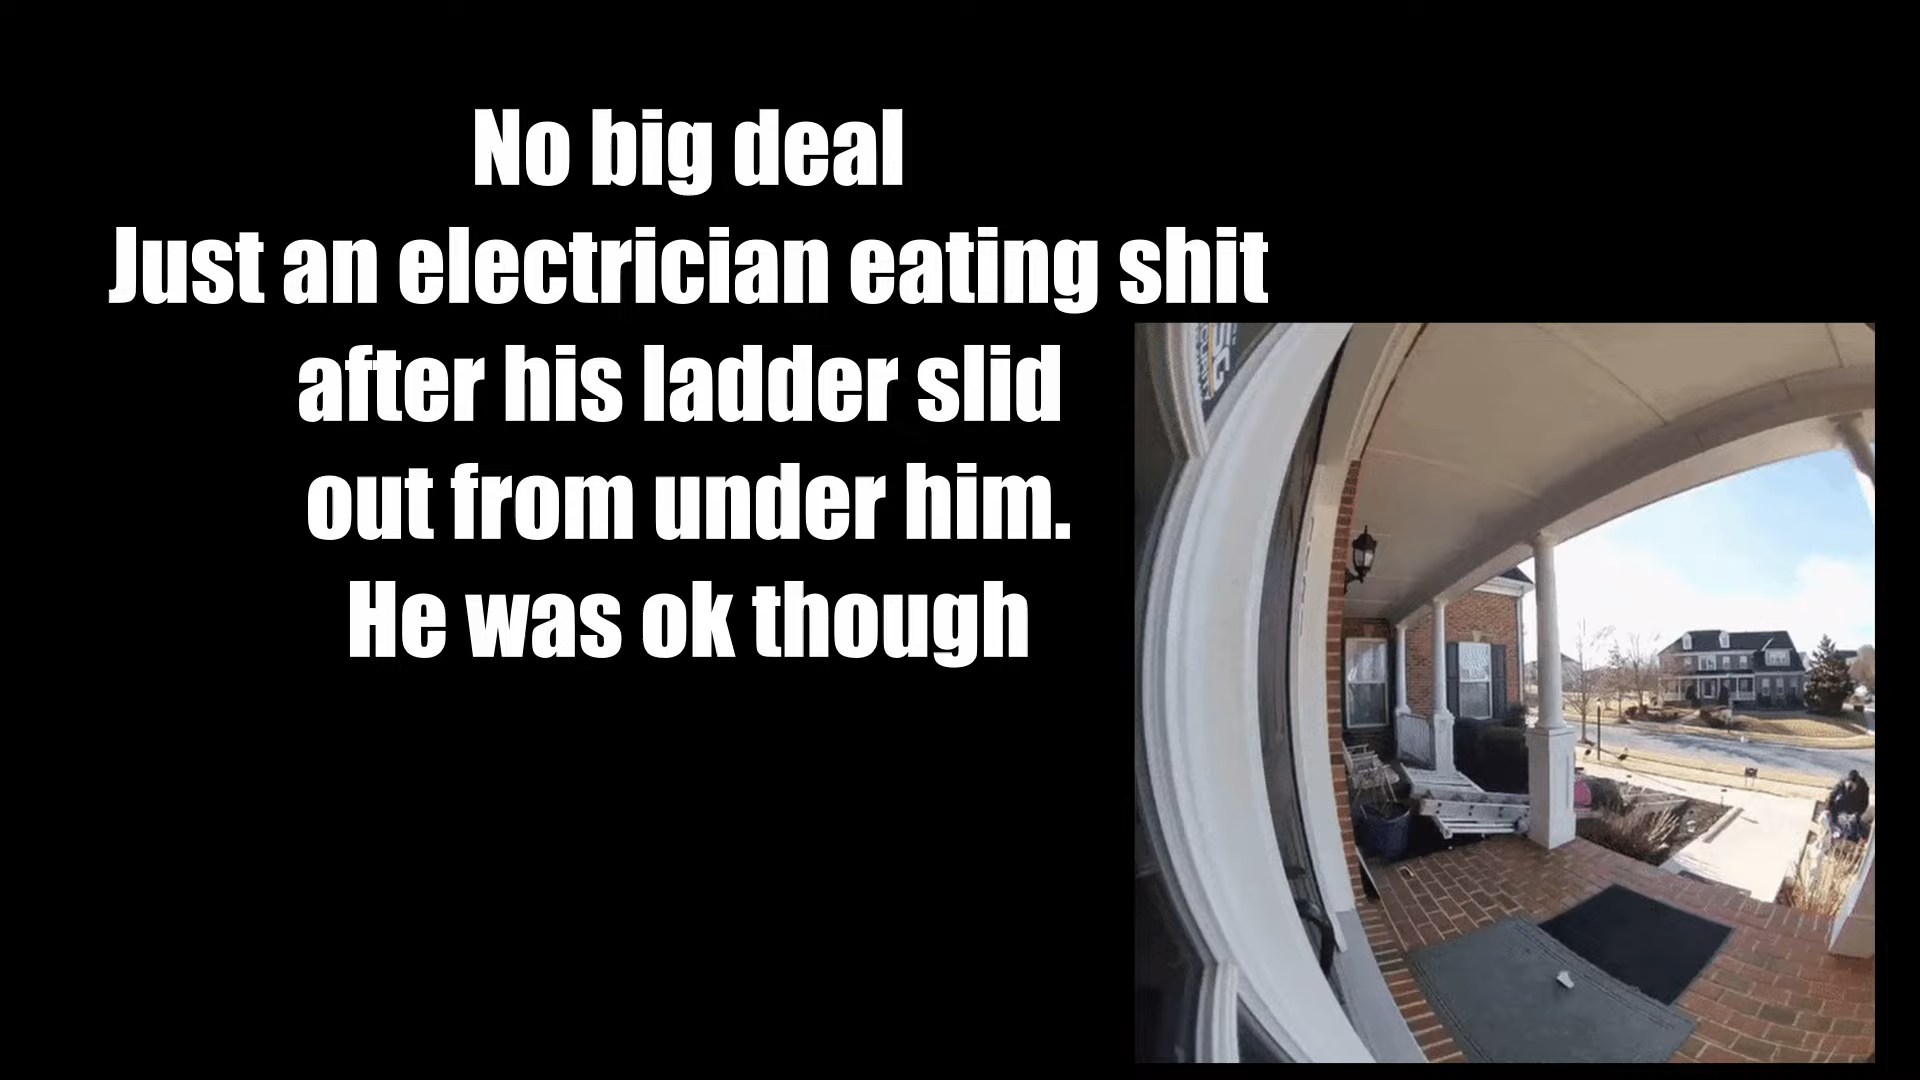 No big deal
Just an electrician eating shit
after his ladder slid
out from under him.
He was ok though